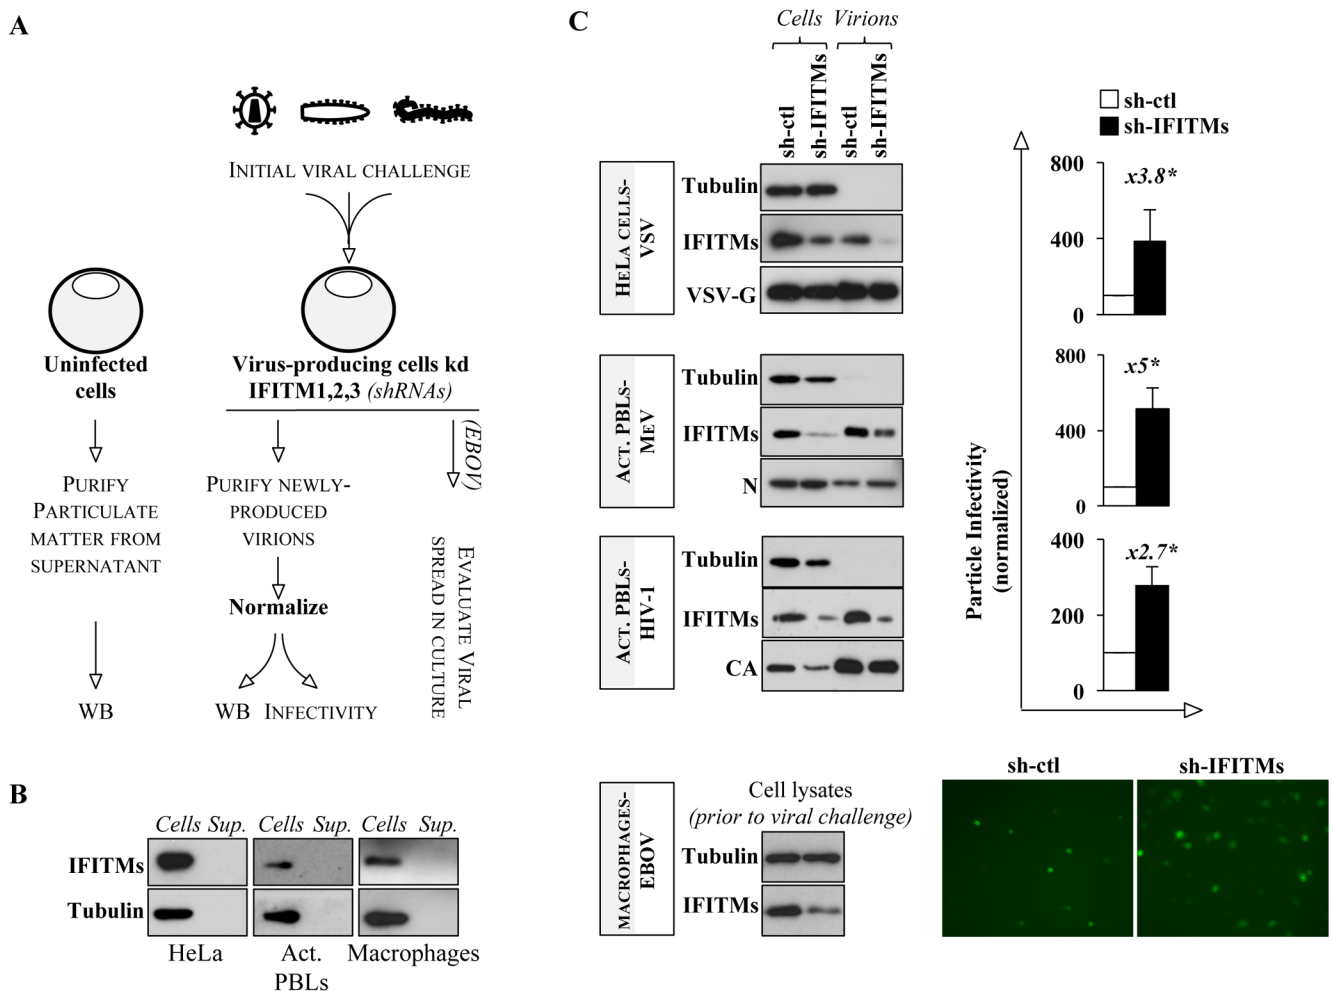 A
INITIAL VIRAL CHALLENGE
Uninfected
cells
Virus-producing cells kd
IFITM1,2,3 (shRNAs)
(EBOV)
PURIFY
PARTICULATE
MATTER FROM
SUPERNATANT
PURIFY NEWLY-
PRODUCED
VIRIONS
Normalize
EVALUATE VIRAL
SPREAD IN CULTURE
WB
WB INFECTIVITY
B
Cells Sup. Cells Sup. Cells Sup.
IFITMs
Tubulin
HeLa
Act.
PBLs
Macrophages
C
Cells Virions
sh-ctl
sh-IFITMs
sh-ctl
sh-IFITMs
HELA CELLS-
VSV
Tubulin
IFITMs
VSV-G
ACT. PBLS-
MEV
Tubulin
IFITMs
N
ACT. PBLS-
HIV-1
Tubulin
IFITMs
CA
sh-ctl
sh-IFITMs
Particle Infectivity
(normalized)
800
400
0
x3.8*
800
400
0
x5*
400
200
0
x2.7*
MACROPHAGES-
EBOV
Cell lysates
(prior to viral challenge)
Tubulin
IFITMs
sh-ctl
sh-IFITMs